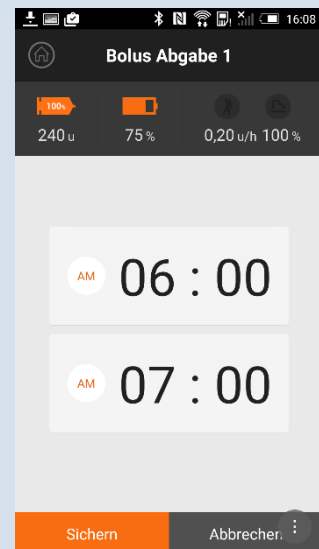 16:08
Bolus Abgabe 1
100%
240 u 75 % 0,20 u/h 100 %
AM 06 : 00
AM 07 : 00
Sichern Abbrechen